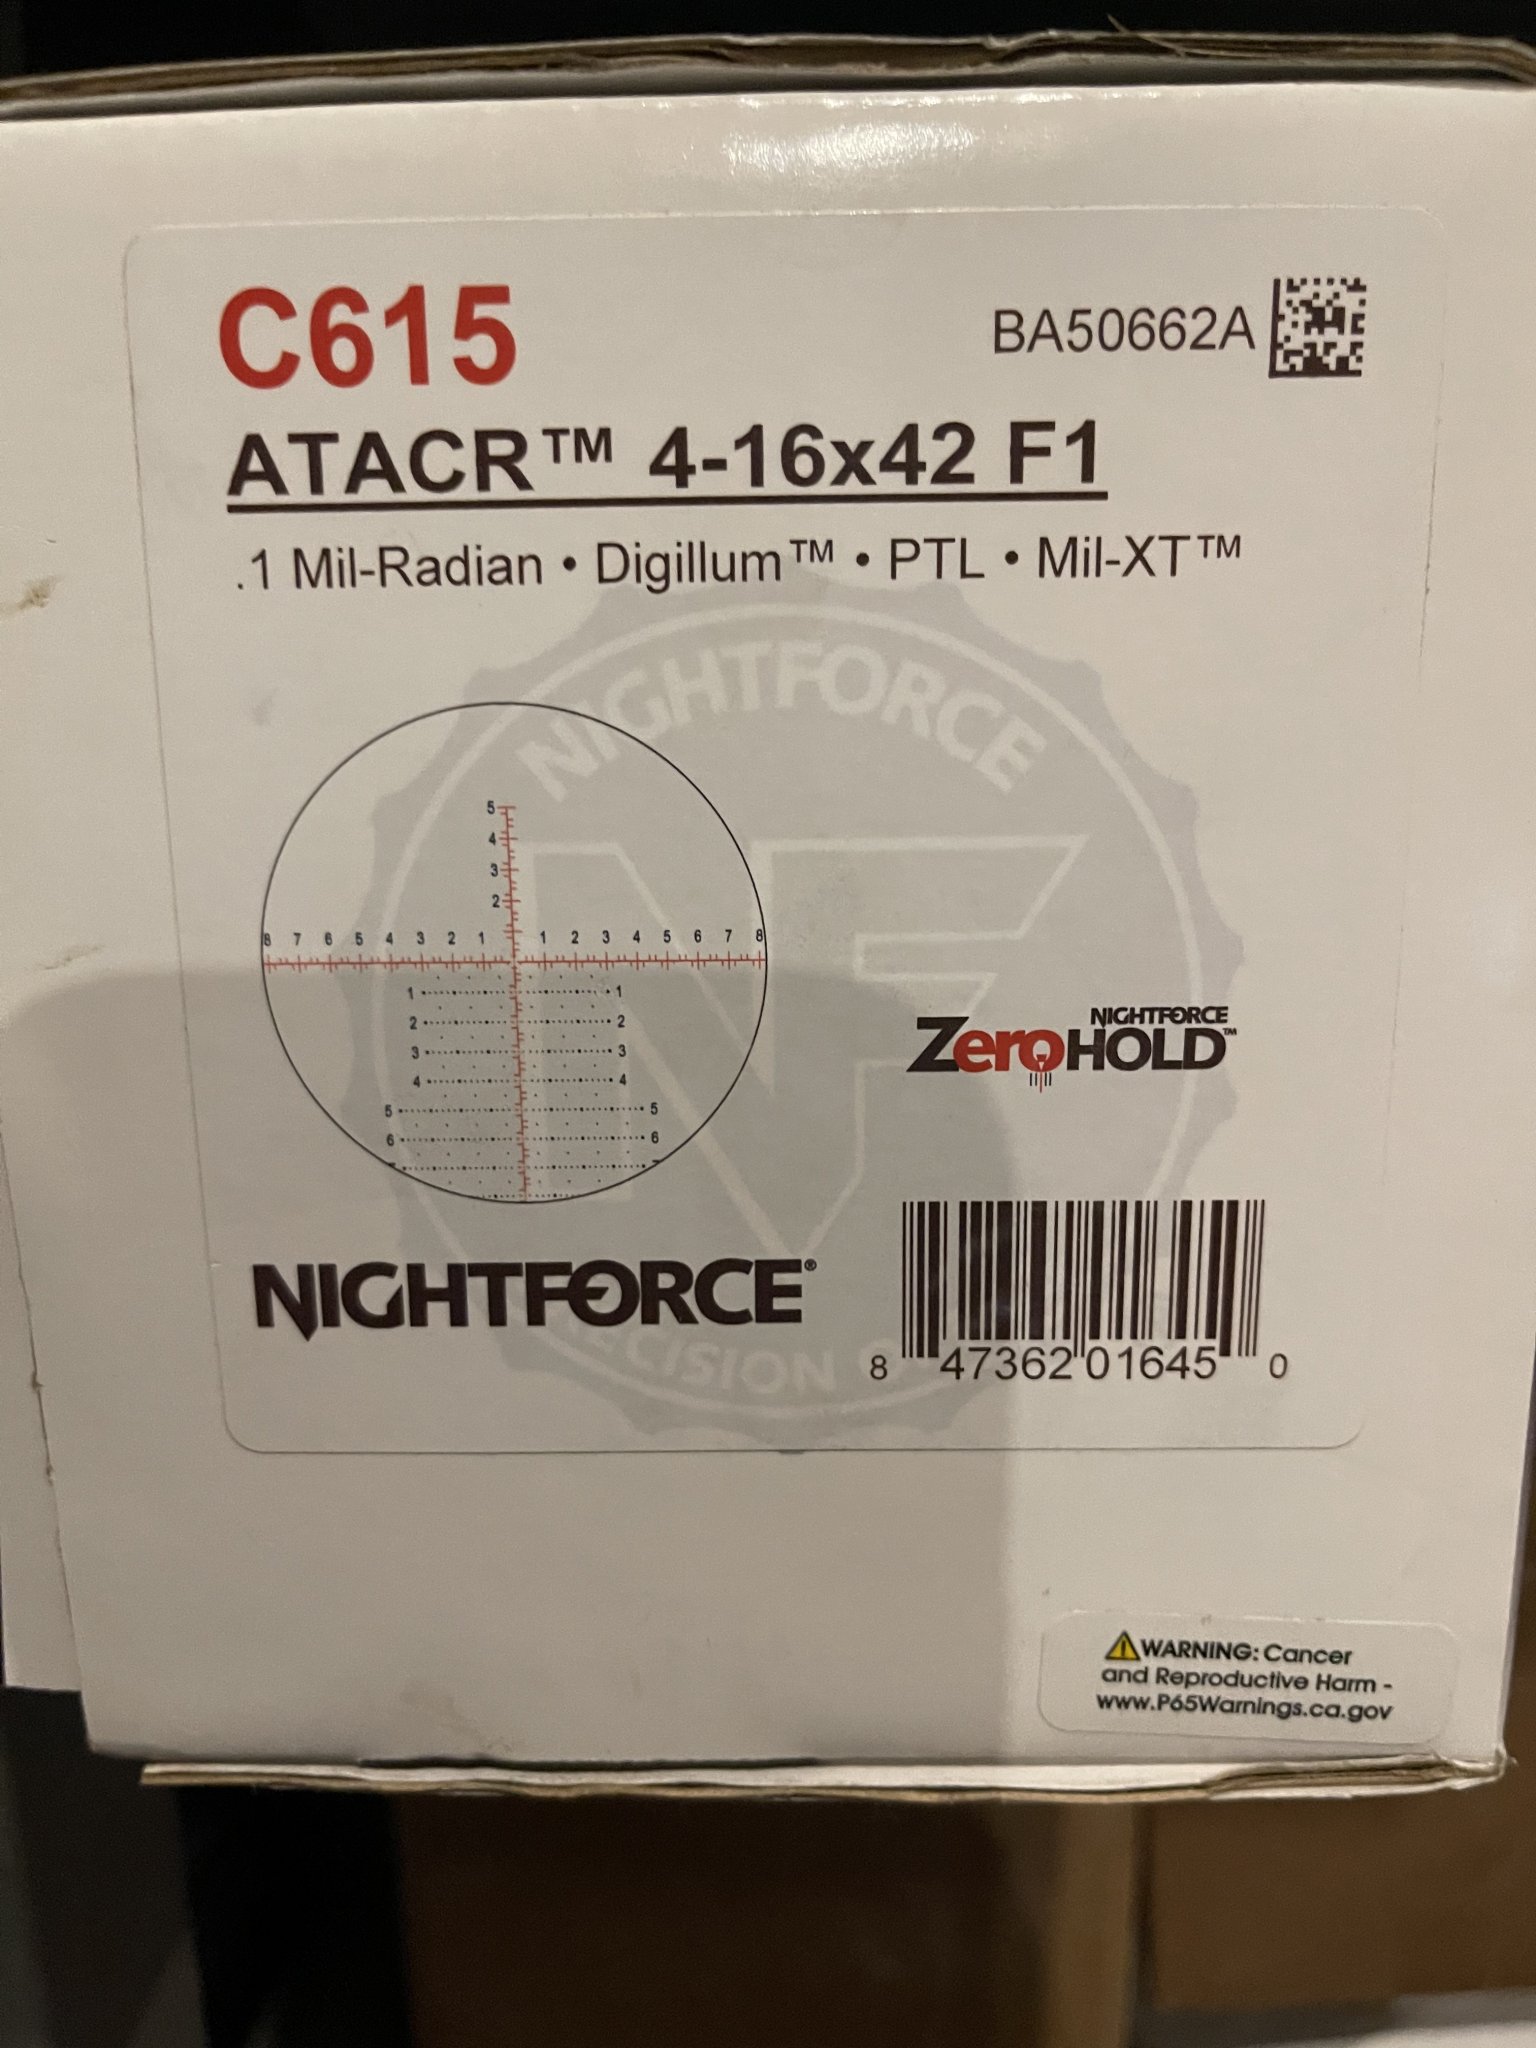 C615
BA50662A
ATACR™ 4-16x42 F1
.1 Mil-Radian • Digillum™ • PTL • Mil-XT™
NIGHTFORCE
NF
5
4
3
2
8 7 6 5 4 3 2 1 1 2 3 4 5 6 7 8
1 1
2 2
3 3
4 4
5 5
6 6
NIGHTFORCE
ZeroHOLD™
NIGHTFORCE®
PRECISION
8 47362 01645 0
⚠WARNING: Cancer
and Reproductive Harm -
www.P65Warnings.ca.gov